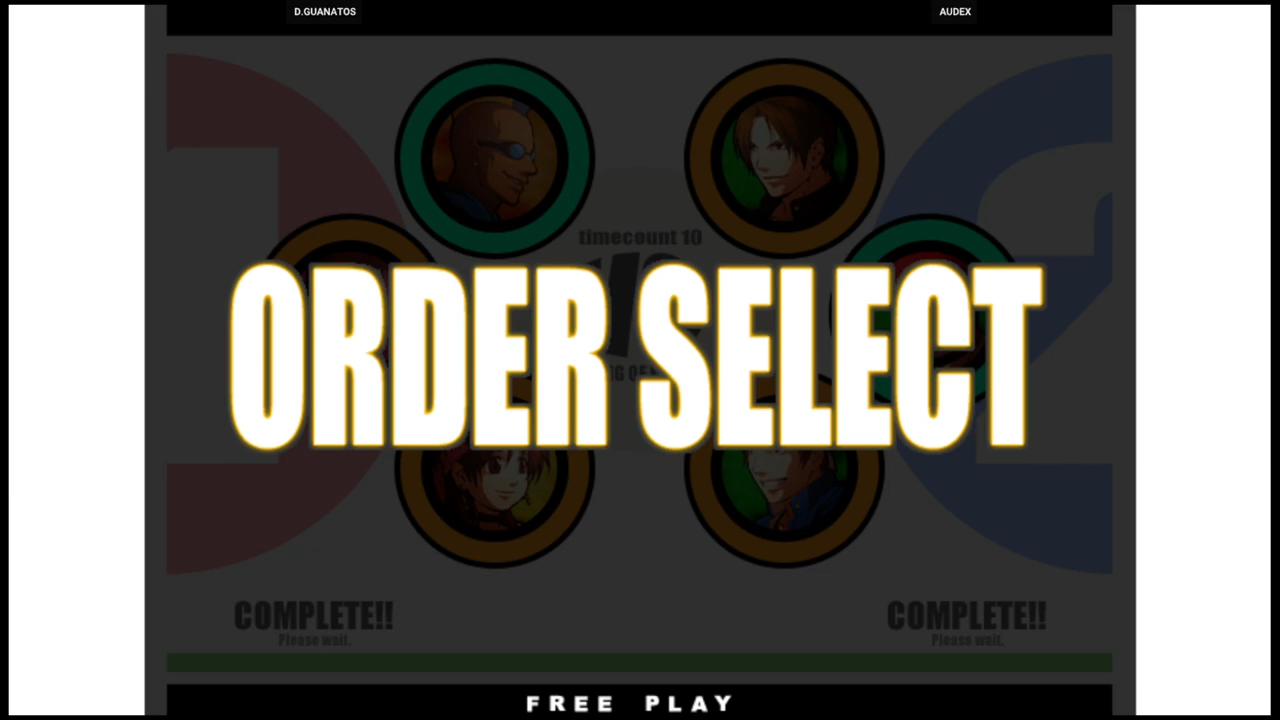 D.GUANATOS
AUDEX
timecount 10
ORDER SELECT
COMPLETE!!
Please wait.
COMPLETE!!
Please wait.
FREE PLAY